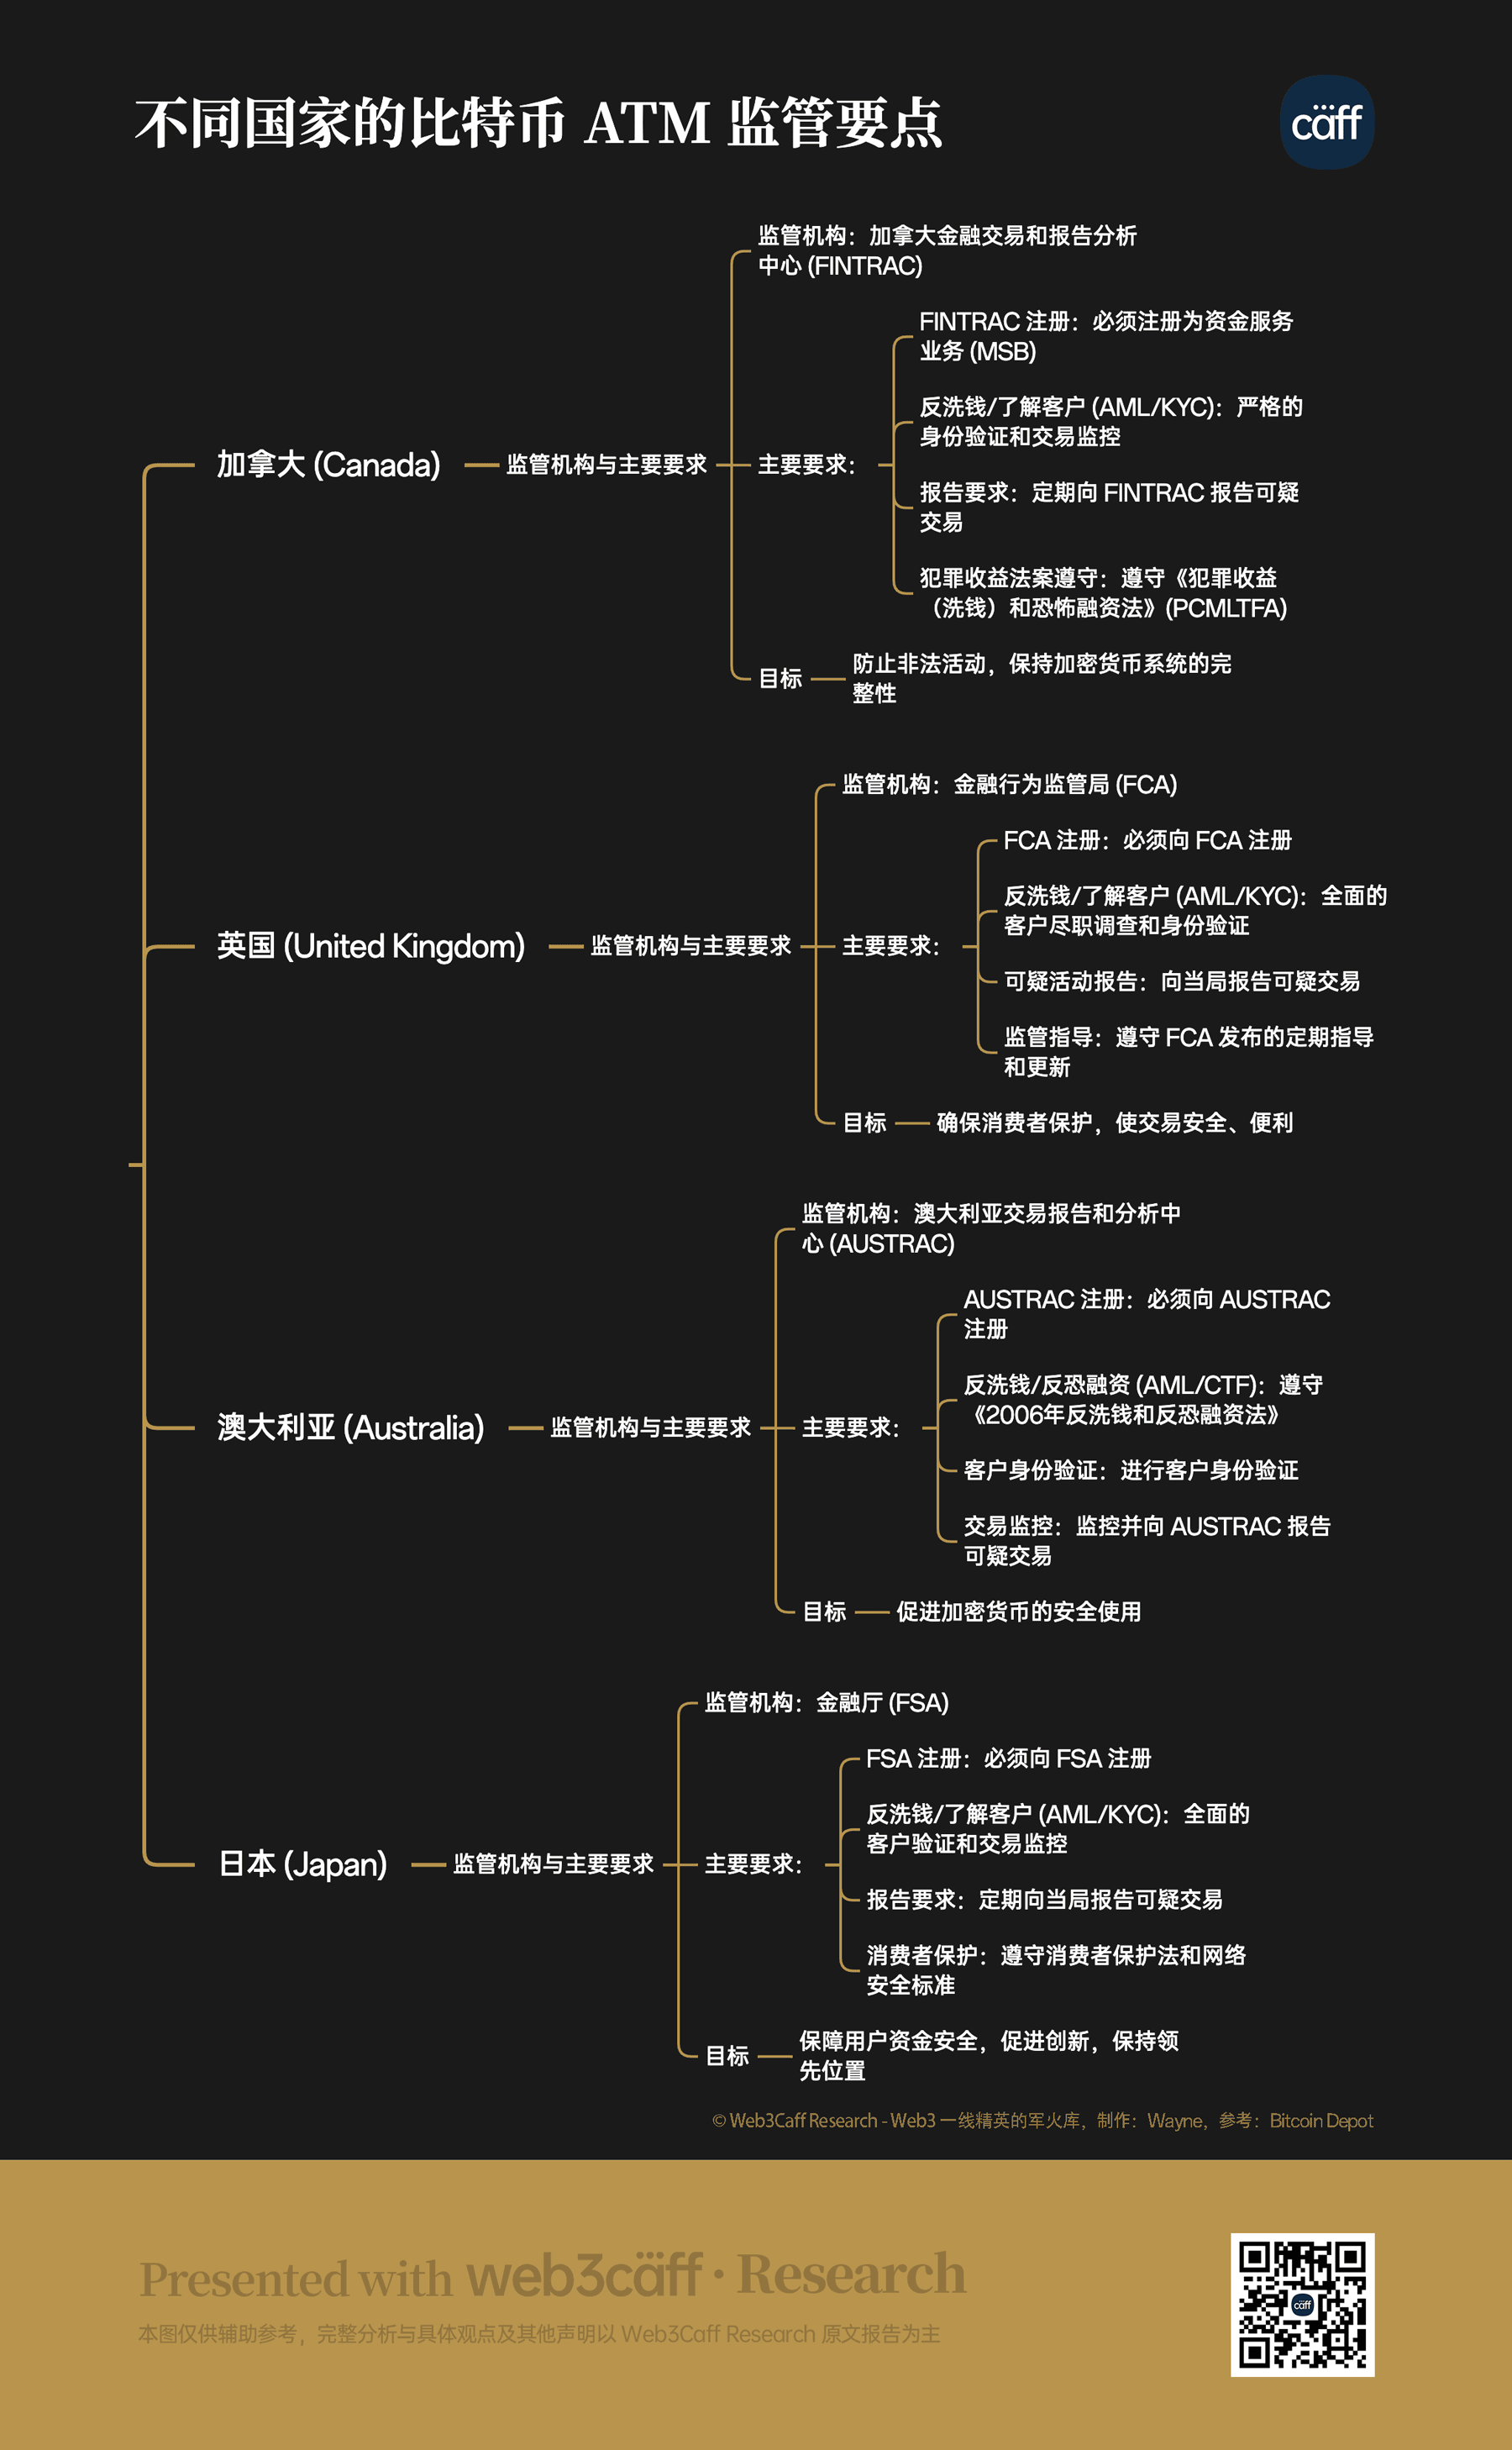 不同国家的比特币 ATM 监管要点
cäff
监管机构：加拿大金融交易和报告分析
中心 (FINTRAC)
FINTRAC 注册：必须注册为资金服务
业务 (MSB)
反洗钱/了解客户 (AML/KYC)：严格的
身份验证和交易监控
加拿大 (Canada)
监管机构与主要要求
主要要求：
报告要求：定期向 FINTRAC 报告可疑
交易
犯罪收益法案遵守：遵守《犯罪收益
（洗钱）和恐怖融资法》(PCMLTFA)
目标
防止非法活动，保持加密货币系统的完
整性
监管机构：金融行为监管局 (FCA)
FCA 注册：必须向 FCA 注册
反洗钱/了解客户 (AML/KYC)：全面的
客户尽职调查和身份验证
英国 (United Kingdom)
监管机构与主要要求
主要要求：
可疑活动报告：向当局报告可疑交易
监管指导：遵守 FCA 发布的定期指导
和更新
目标
确保消费者保护，使交易安全、便利
监管机构：澳大利亚交易报告和分析中
心 (AUSTRAC)
AUSTRAC 注册：必须向 AUSTRAC
注册
反洗钱/反恐融资 (AML/CTF)：遵守
《2006年反洗钱和反恐融资法》
澳大利亚 (Australia)
监管机构与主要要求
主要要求：
客户身份验证：进行客户身份验证
交易监控：监控并向 AUSTRAC 报告
可疑交易
目标
促进加密货币的安全使用
监管机构：金融厅 (FSA)
FSA 注册：必须向 FSA 注册
反洗钱/了解客户 (AML/KYC)：全面的
客户验证和交易监控
日本 (Japan)
监管机构与主要要求
主要要求：
报告要求：定期向当局报告可疑交易
消费者保护：遵守消费者保护法和网络
安全标准
目标
保障用户资金安全，促进创新，保持领
先位置
© Web3Caff Research - Web3 一线精英的军火库，制作：Wayne，参考：Bitcoin Depot
Presented with web3cäff · Research
本图仅供辅助参考，完整分析与具体观点及其他声明以 Web3Caff Research 原文报告为主
cäff